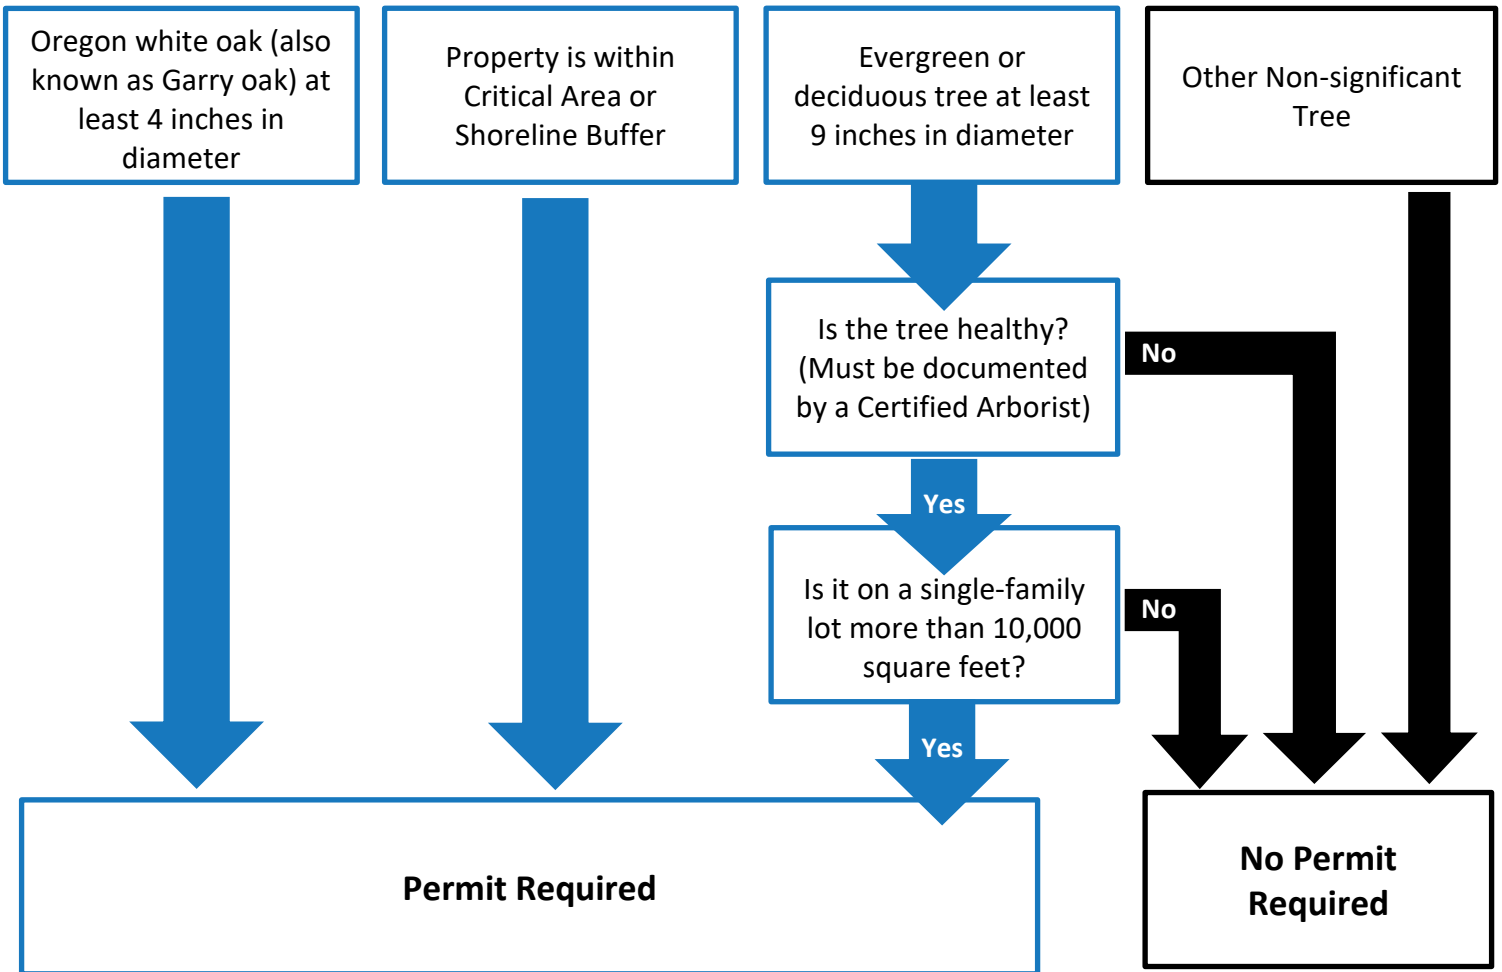 Oregon white oak (also
known as Garry oak) at
least 4 inches in
diameter
Property is within
Critical Area or
Shoreline Buffer
Evergreen or
deciduous tree at least
9 inches in diameter
Other Non-significant
Tree
Is the tree healthy?
(Must be documented
by a Certified Arborist)
No
Yes
Is it on a single-family
lot more than 10,000
square feet?
No
Yes
Permit Required
No Permit
Required